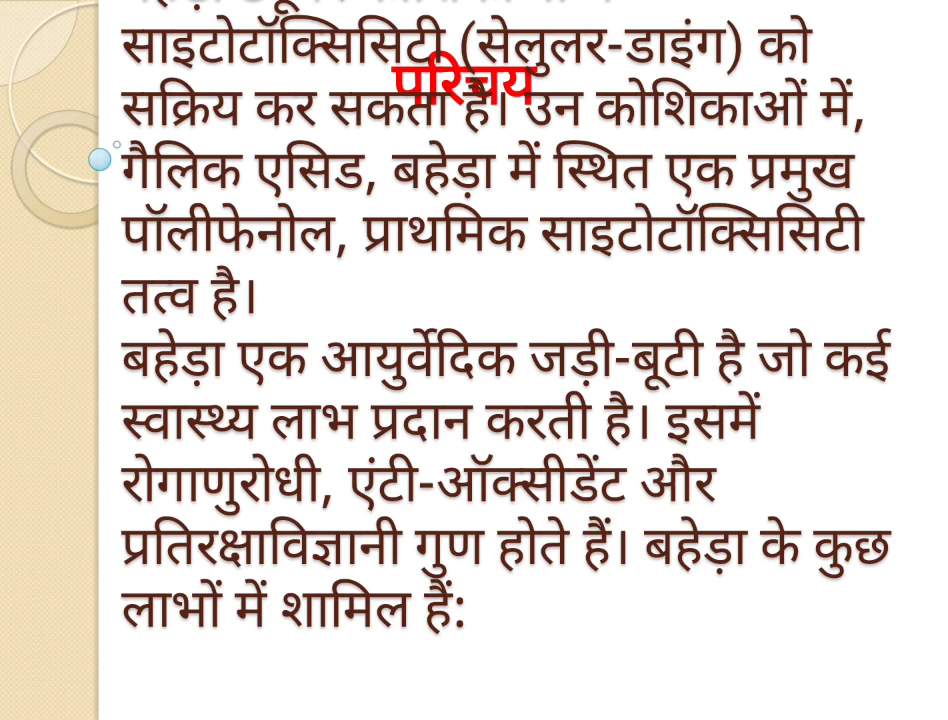 साइटोटॉक्सिसिटी (सेलुलर-डाइंग) को
परिचय
सक्रिय कर सकता है। उन कोशिकाओं में,
गैलिक एसिड, बहेड़ा में स्थित एक प्रमुख
पॉलीफेनोल, प्राथमिक साइटोटॉक्सिसिटी
तत्व है।
बहेड़ा एक आयुर्वेदिक जड़ी-बूटी है जो कई
स्वास्थ्य लाभ प्रदान करती है। इसमें
रोगाणुरोधी, एंटी-ऑक्सीडेंट और
प्रतिरक्षाविज्ञानी गुण होते हैं। बहेड़ा के कुछ
लाभों में शामिल हैं: